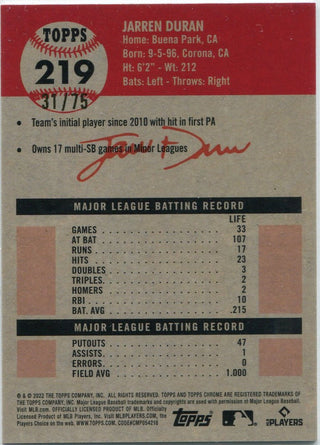 TOPPS
219
31/75
JARREN DURAN
Home: Buena Park, CA
Born: 9-5-96, Corona, CA
Ht: 6'2" - Wt: 212
Bats: Left - Throws: Right
• Team's initial player since 2010 with hit in first PA
• Owns 17 multi-SB games in Minor Leagues
MAJOR LEAGUE BATTING RECORD
LIFE
GAMES 33
AT BAT 107
RUNS 17
HITS 23
DOUBLES 3
TRIPLES 2
HOMERS 2
RBI 10
BAT. AVG .215
MAJOR LEAGUE BATTING RECORD
PUTOUTS 47
ASSISTS 1
ERRORS 0
FIELD AVG 1.000
® & © 2022 THE TOPPS COMPANY, INC. ALL RIGHTS RESERVED. TOPPS AND TOPPS CHROME ARE REGISTERED TRADEMARKS OF
THE TOPPS COMPANY, INC. Major League Baseball trademarks and copyrights are used with permission of Major League Baseball.
Visit MLB.com. OFFICIALLY LICENSED PRODUCT OF MLB PLAYERS, INC.
Visit MLBPLAYERS.COM, the Players Choice on the web.
WWW.TOPPS.COM. CODE#CMP054218
Topps
PLAYERS